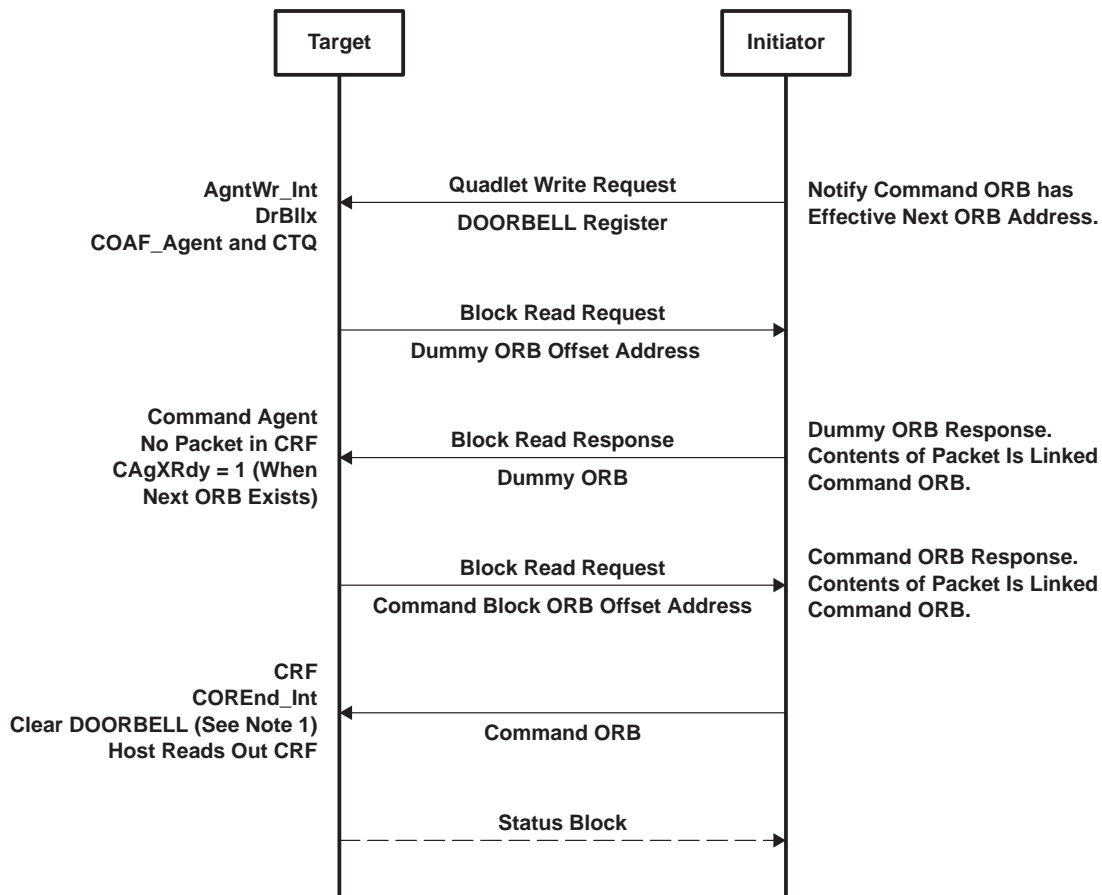 Target
Initiator
AgntWr_Int
DrBllx
COAF_Agent and CTQ
Quadlet Write Request
DOORBELL Register
Notify Command ORB has
Effective Next ORB Address.
Block Read Request
Dummy ORB Offset Address
Command Agent
No Packet in CRF
CAgXRdy = 1 (When
Next ORB Exists)
Block Read Response
Dummy ORB
Dummy ORB Response.
Contents of Packet Is Linked
Command ORB.
Block Read Request
Command Block ORB Offset Address
Command ORB Response.
Contents of Packet Is Linked
Command ORB.
CRF
COREnd_Int
Clear DOORBELL (See Note 1)
Host Reads Out CRF
Command ORB
Status Block